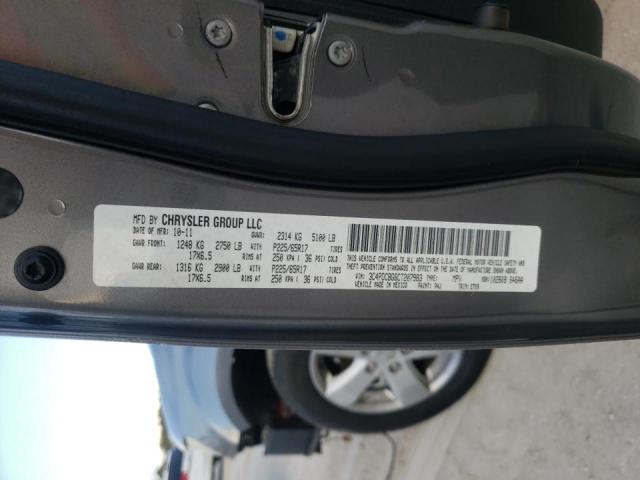 MFD BY CHRYSLER GROUP LLC
DATE OF MFR: 10-11 GVWR: 2314 KG 5100 LB
GAWR FRONT: 1248 KG 2750 LB WITH P225/65R17 TIRES
17X6.5 RIMS AT 250 KPA ( 36 PSI) COLD
GAWR REAR: 1316 KG 2900 LB WITH P225/65R17 TIRES
17X6.5 RIMS AT 250 KPA ( 36 PSI) COLD
THIS VEHICLE CONFORMS TO ALL APPLICABLE U.S.A. FEDERAL MOTOR VEHICLE SAFETY AND
THEFT PREVENTION STANDARDS IN EFFECT ON THE DATE OF MANUFACTURE SHOWN ABOVE.
VIN: TYPE: MPV MDH:
VEHICLE MADE IN MEXICO PAINT: TRIM: